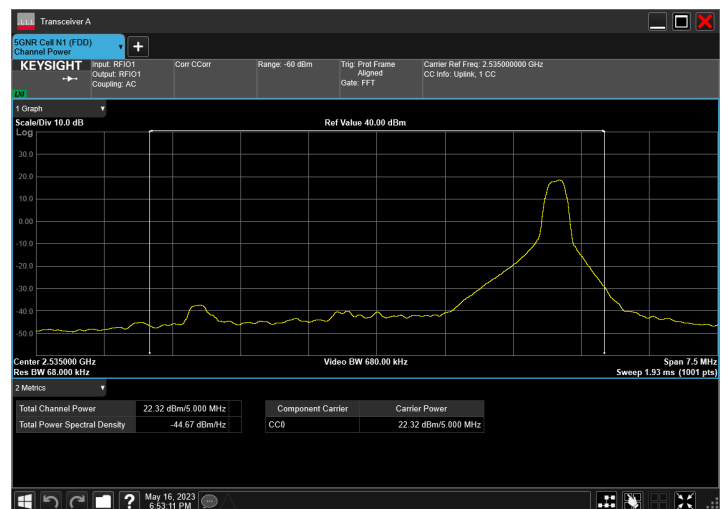 Transceiver A
5GNR Cell N1 (FDD)
Channel Power
KEYSIGHT
LXI
Input: RFIO1
Output: RFIO1
Coupling: AC
Corr CCorr
Range: -60 dBm
Trig: Prot Frame
Aligned
Gate: FFT
Carrier Ref Freq: 2.535000000 GHz
CC Info: Uplink, 1 CC
1 Graph
Scale/Div 10.0 dB
Ref Value 40.00 dBm
Log
30.0
20.0
10.0
0.00
-10.0
-20.0
-30.0
-40.0
-50.0
Center 2.535000 GHz
Video BW 680.00 kHz
Span 7.5 MHz
Res BW 68.000 kHz
Sweep 1.93 ms (1001 pts)
2 Metrics
Total Channel Power 22.32 dBm/5.000 MHz
Total Power Spectral Density -44.67 dBm/Hz
Component Carrier Carrier Power
CC0 22.32 dBm/5.000 MHz
May 16, 2023
6:53:11 PM